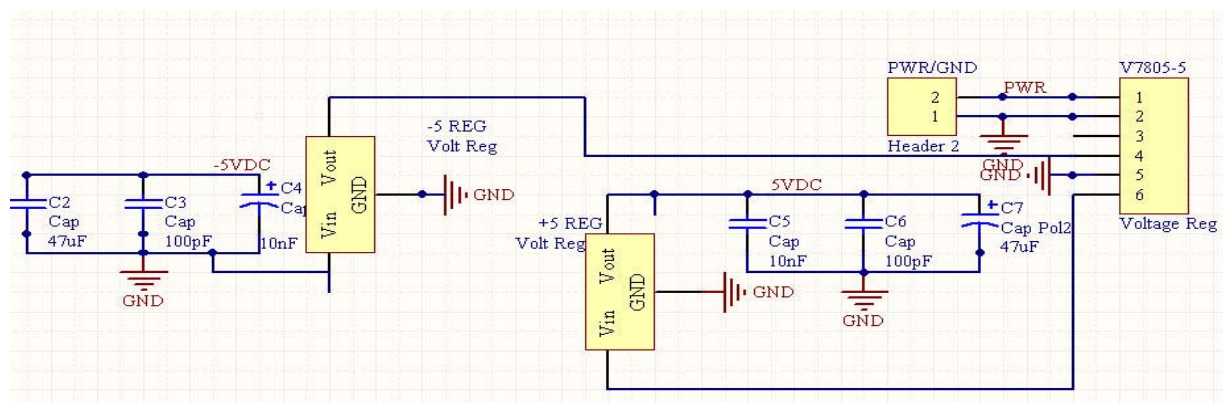 PWR/GND
2
1
Header 2
PWR
GND
GND
V7805-5
1
2
3
4
5
6
Voltage Reg
-5 REG
Volt Reg
Vout
GND
Vin
GND
-5VDC
C2
Cap
47uF
C3
Cap
100pF
C4
10nF
GND
+5 REG
Volt Reg
Vout
GND
Vin
GND
5VDC
C5
Cap
10nF
C6
Cap
100pF
C7
Cap Pol2
47uF
GND